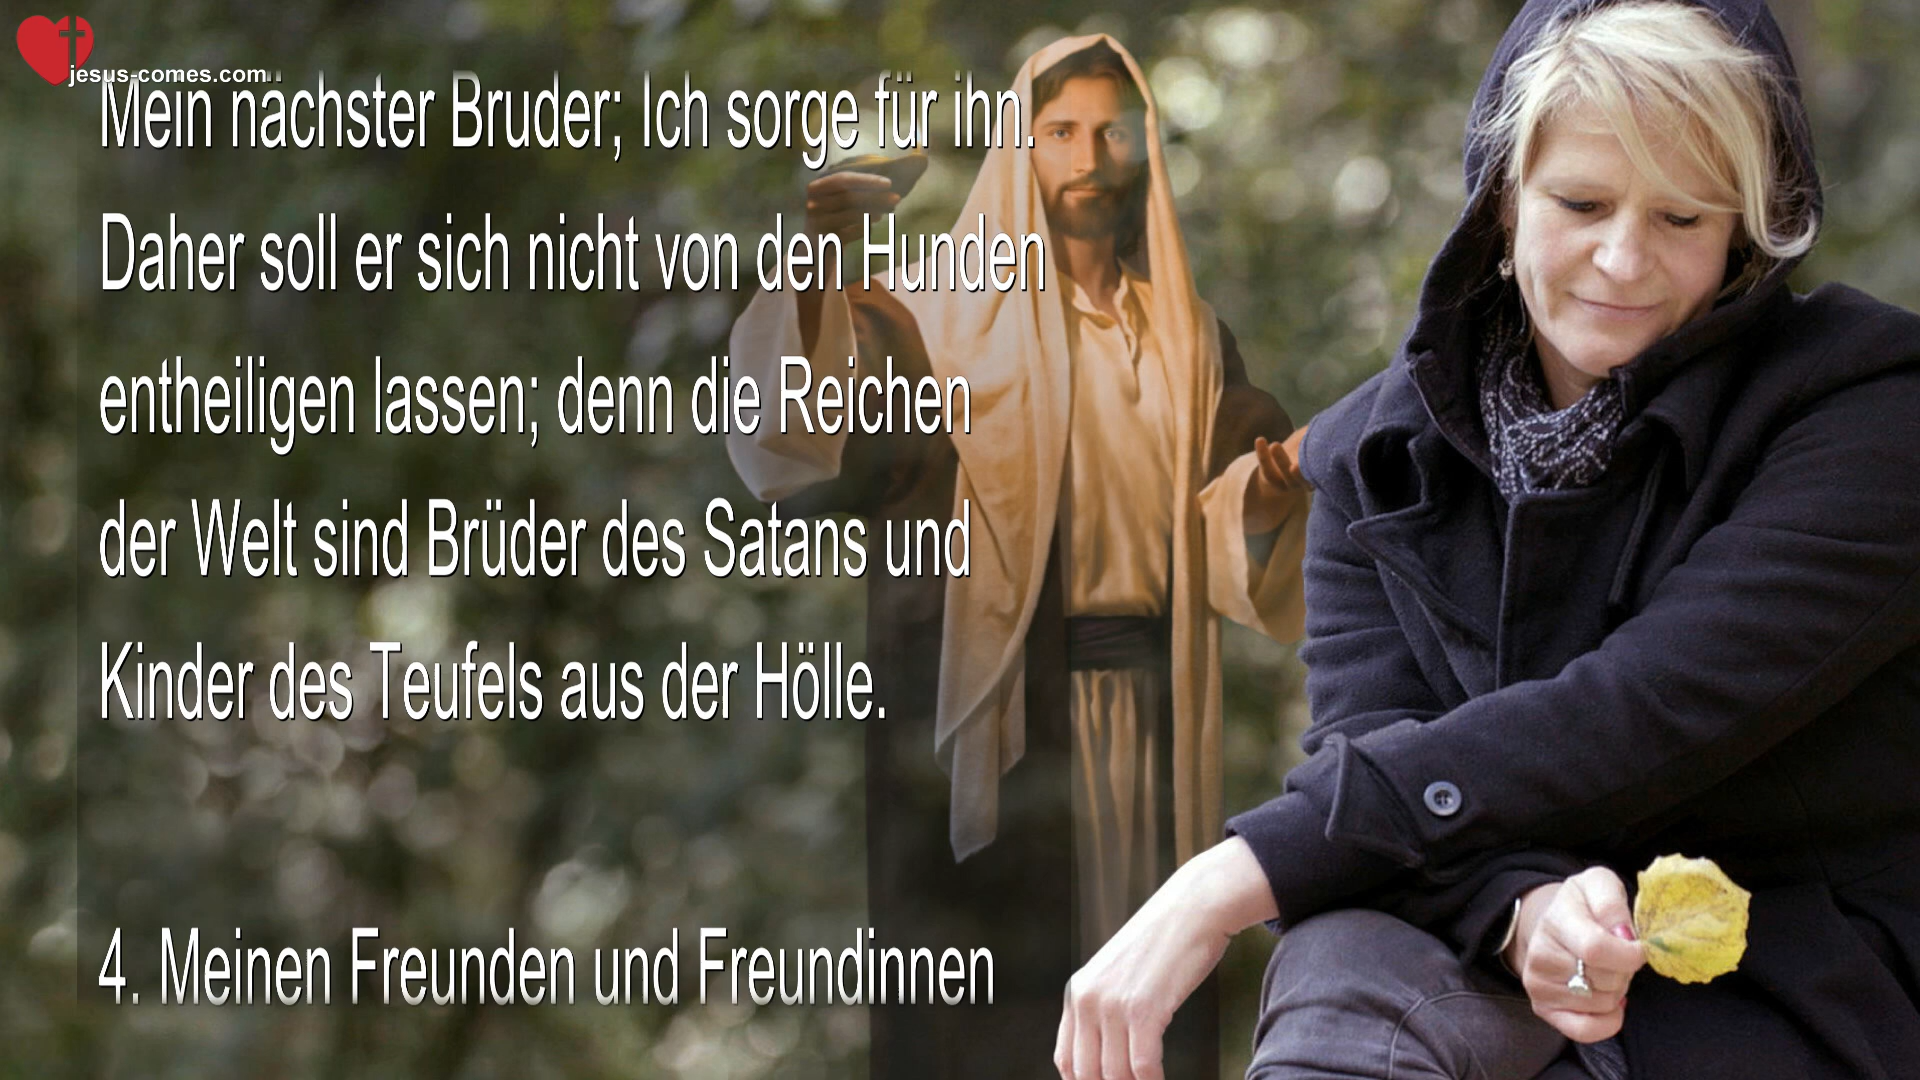 jesus-comes.com
Mein nächster Bruder; Ich sorge für ihn.
Daher soll er sich nicht von den Hunden
entheiligen lassen; denn die Reichen
der Welt sind Brüder des Satans und
Kinder des Teufels aus der Hölle.
4. Meinen Freunden und Freundinnen